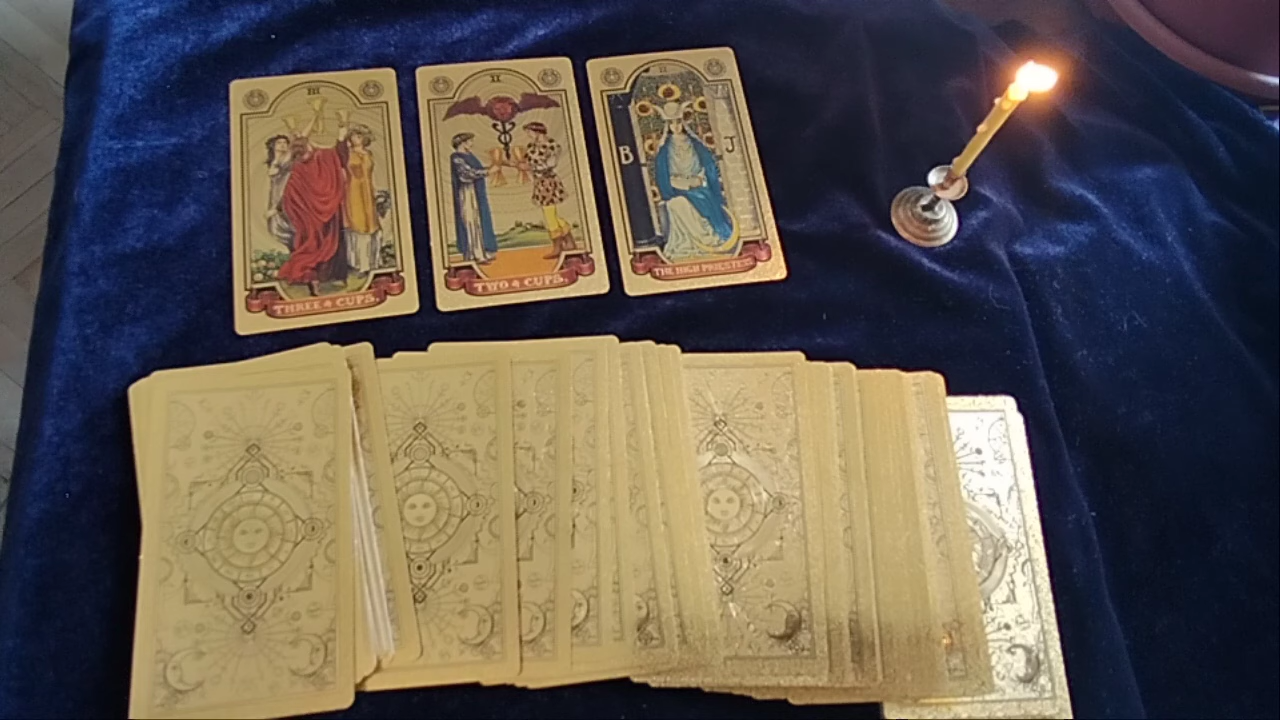 III
THREE of CUPS.
II
TWO of CUPS.
II
B
J
THE HIGH PRIESTESS